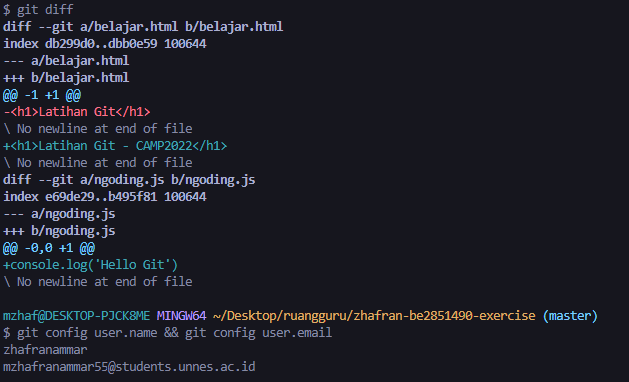 $ git diff
diff --git a/belajar.html b/belajar.html
index db299d0..dbb0e59 100644
--- a/belajar.html
+++ b/belajar.html
@@ -1 +1 @@
-<h1>Latihan Git</h1>
\ No newline at end of file
+<h1>Latihan Git - CAMP2022</h1>
\ No newline at end of file
diff --git a/ngoding.js b/ngoding.js
index e69de29..b495f81 100644
--- a/ngoding.js
+++ b/ngoding.js
@@ -0,0 +1 @@
+console.log('Hello Git')
\ No newline at end of file
mzhaf@DESKTOP-PJCK8ME MINGW64 ~/Desktop/ruangguru/zhafran-be2851490-exercise (master)
$ git config user.name && git config user.email
zhafranammar
mzhafranammar55@students.unnes.ac.id